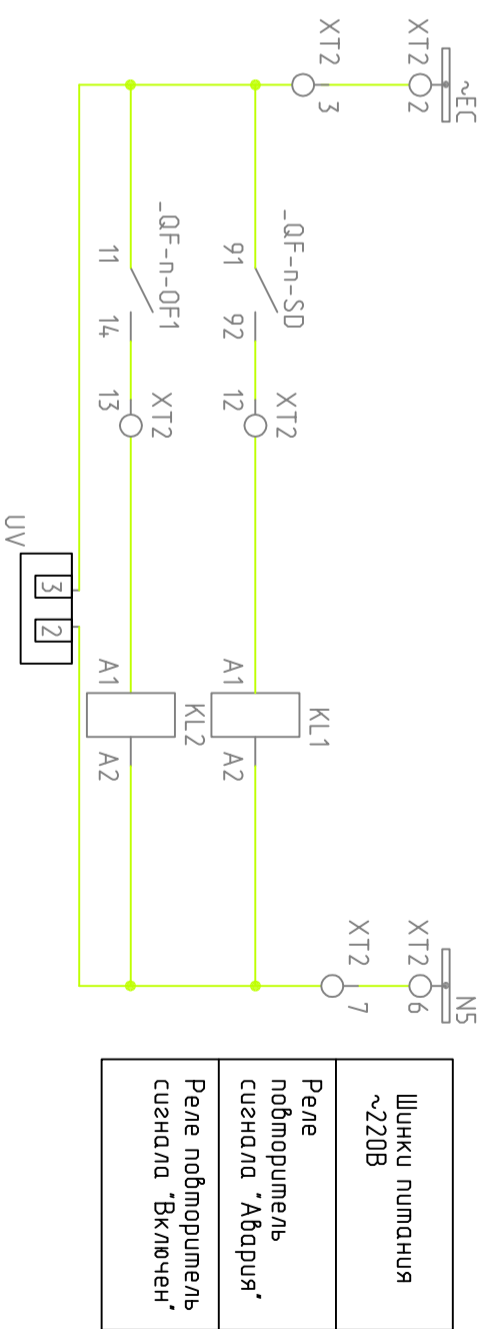 ~EC
N5
Шинки питания
~220В
XT2
2
XT2
6
XT2
3
XT2
7
_QF-n-SD
91
92
XT2
12
KL1
A1
A2
Реле
повторитель
сигнала "Авария"
_QF-n-OF1
11
14
XT2
13
KL2
A1
A2
Реле повторитель
сигнала "Включен"
3
2
UV